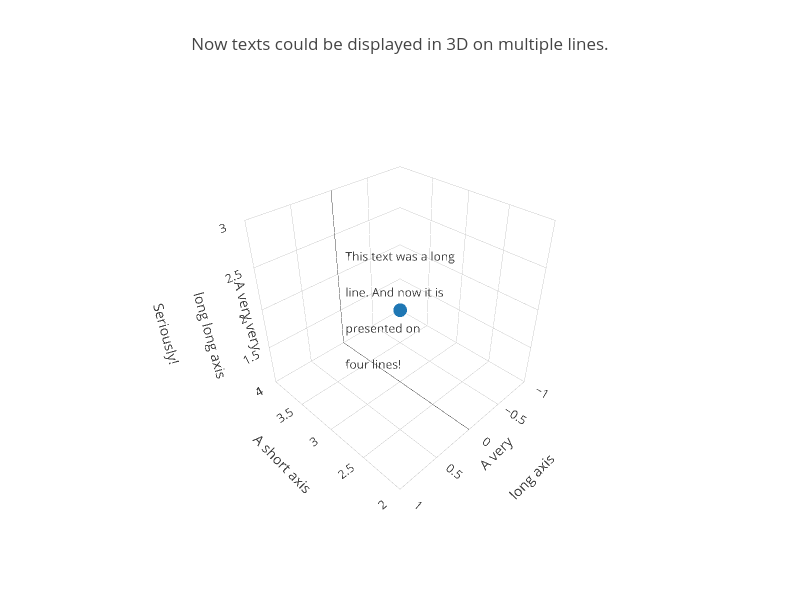 Now texts could be displayed in 3D on multiple lines.
3
2.5
2
1.5
A very very
long long axis
Seriously!
This text was a long
line. And now it is
presented on
four lines!
4
3.5
3
2.5
2
A short axis
−1
−0.5
0
0.5
1
A very
long axis